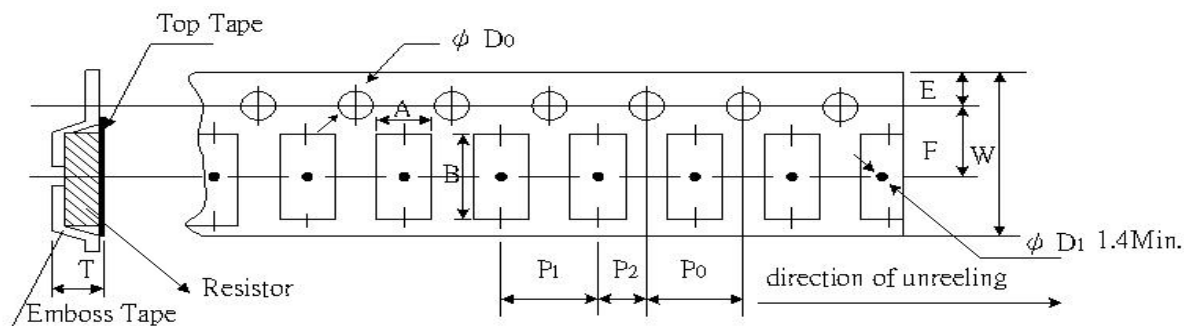 Top Tape
ϕ D0
E
A
F
W
B
ϕ D1 1.4Min.
T
P1
P2
P0
direction of unreeling
Resistor
Emboss Tape